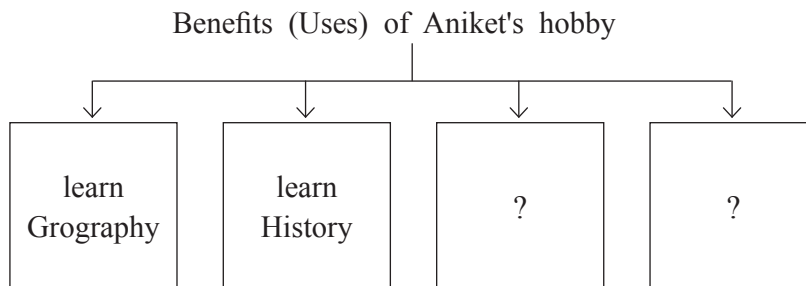 Benefits (Uses) of Aniket's hobby
learn
Grography
learn
History
?
?